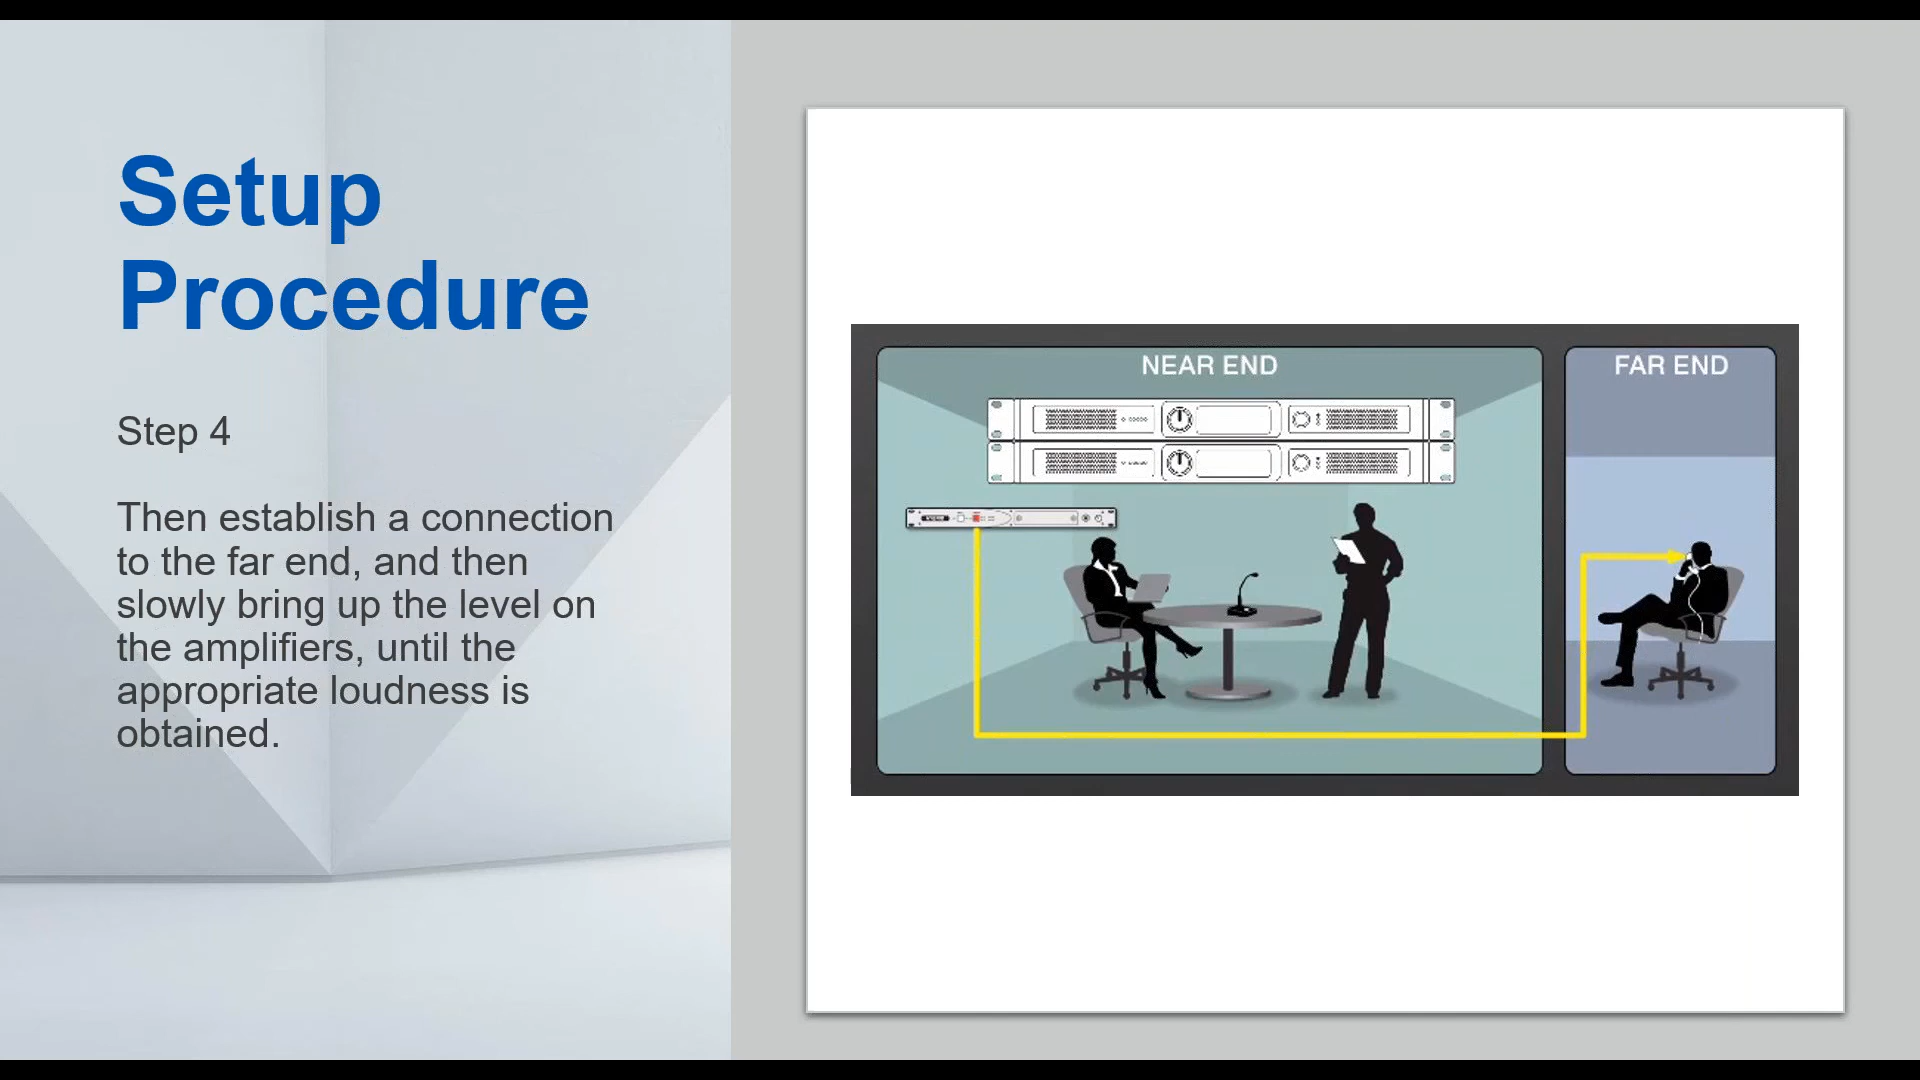 Setup
Procedure
Step 4
Then establish a connection
to the far end, and then
slowly bring up the level on
the amplifiers, until the
appropriate loudness is
obtained.
NEAR END
FAR END